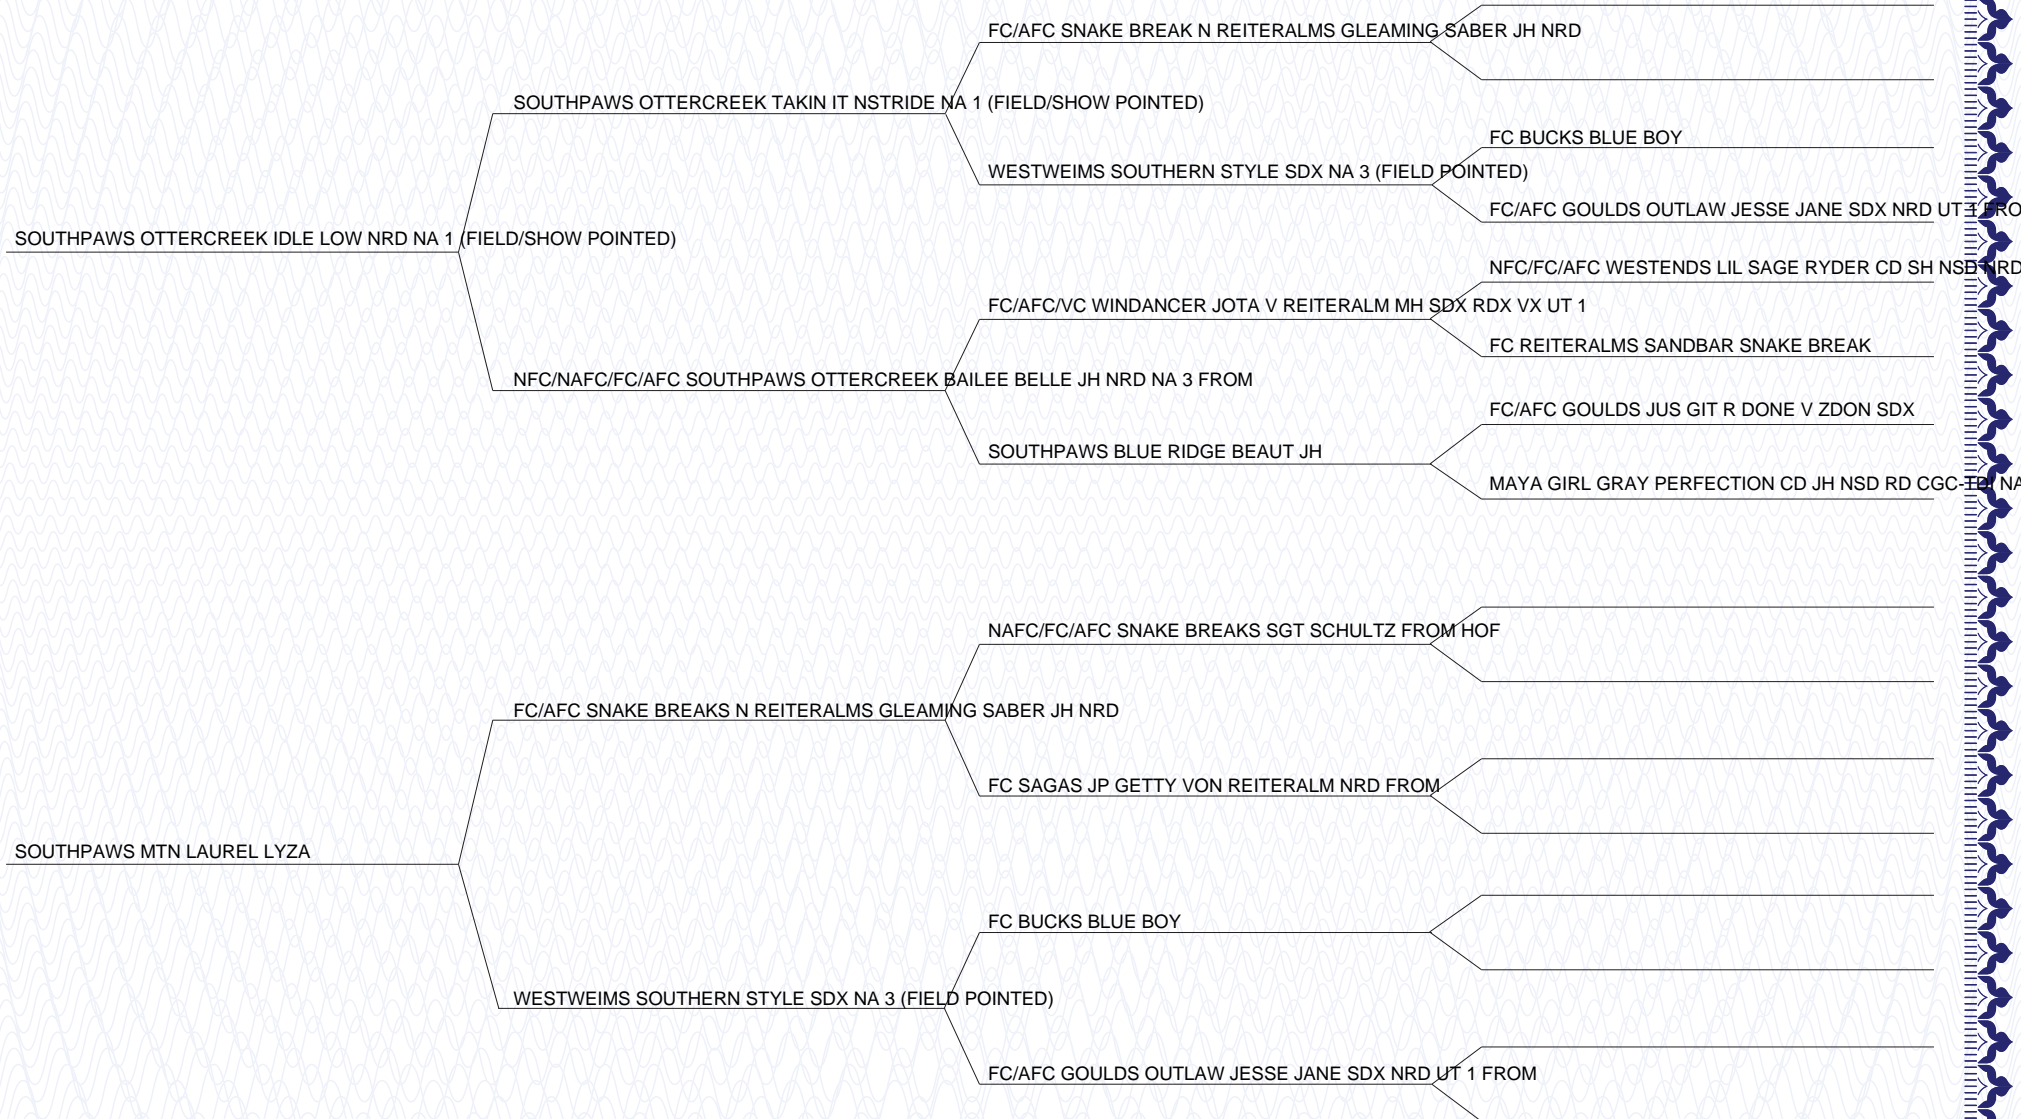 FC/AFC SNAKE BREAK N REITERALMS GLEAMING SABER JH NRD
SOUTHPAWS OTTERCREEK TAKIN IT NSTRIDE NA 1 (FIELD/SHOW POINTED)
FC BUCKS BLUE BOY
WESTWEIMS SOUTHERN STYLE SDX NA 3 (FIELD POINTED)
FC/AFC GOULDS OUTLAW JESSE JANE SDX NRD UT 1
SOUTHPAWS OTTERCREEK IDLE LOW NRD NA 1 (FIELD/SHOW POINTED)
NFC/FC/AFC WESTENDS LIL SAGE RYDER CD SH NSD NRD
FC/AFC/VC WINDANCER JOTA V REITERALM MH SDX RDX VX UT 1
FC REITERALMS SANDBAR SNAKE BREAK
NFC/NAFC/FC/AFC SOUTHPAWS OTTERCREEK BAILEE BELLE JH NRD NA 3 FROM
FC/AFC GOULDS JUS GIT R DONE V ZDON SDX
SOUTHPAWS BLUE RIDGE BEAUT JH
MAYA GIRL GRAY PERFECTION CD JH NSD RD CGC-TDI NA
NAFC/FC/AFC SNAKE BREAKS SGT SCHULTZ FROM HOF
FC/AFC SNAKE BREAKS N REITERALMS GLEAMING SABER JH NRD
FC SAGAS JP GETTY VON REITERALM NRD FROM
SOUTHPAWS MTN LAUREL LYZA
FC BUCKS BLUE BOY
WESTWEIMS SOUTHERN STYLE SDX NA 3 (FIELD POINTED)
FC/AFC GOULDS OUTLAW JESSE JANE SDX NRD UT 1 FROM